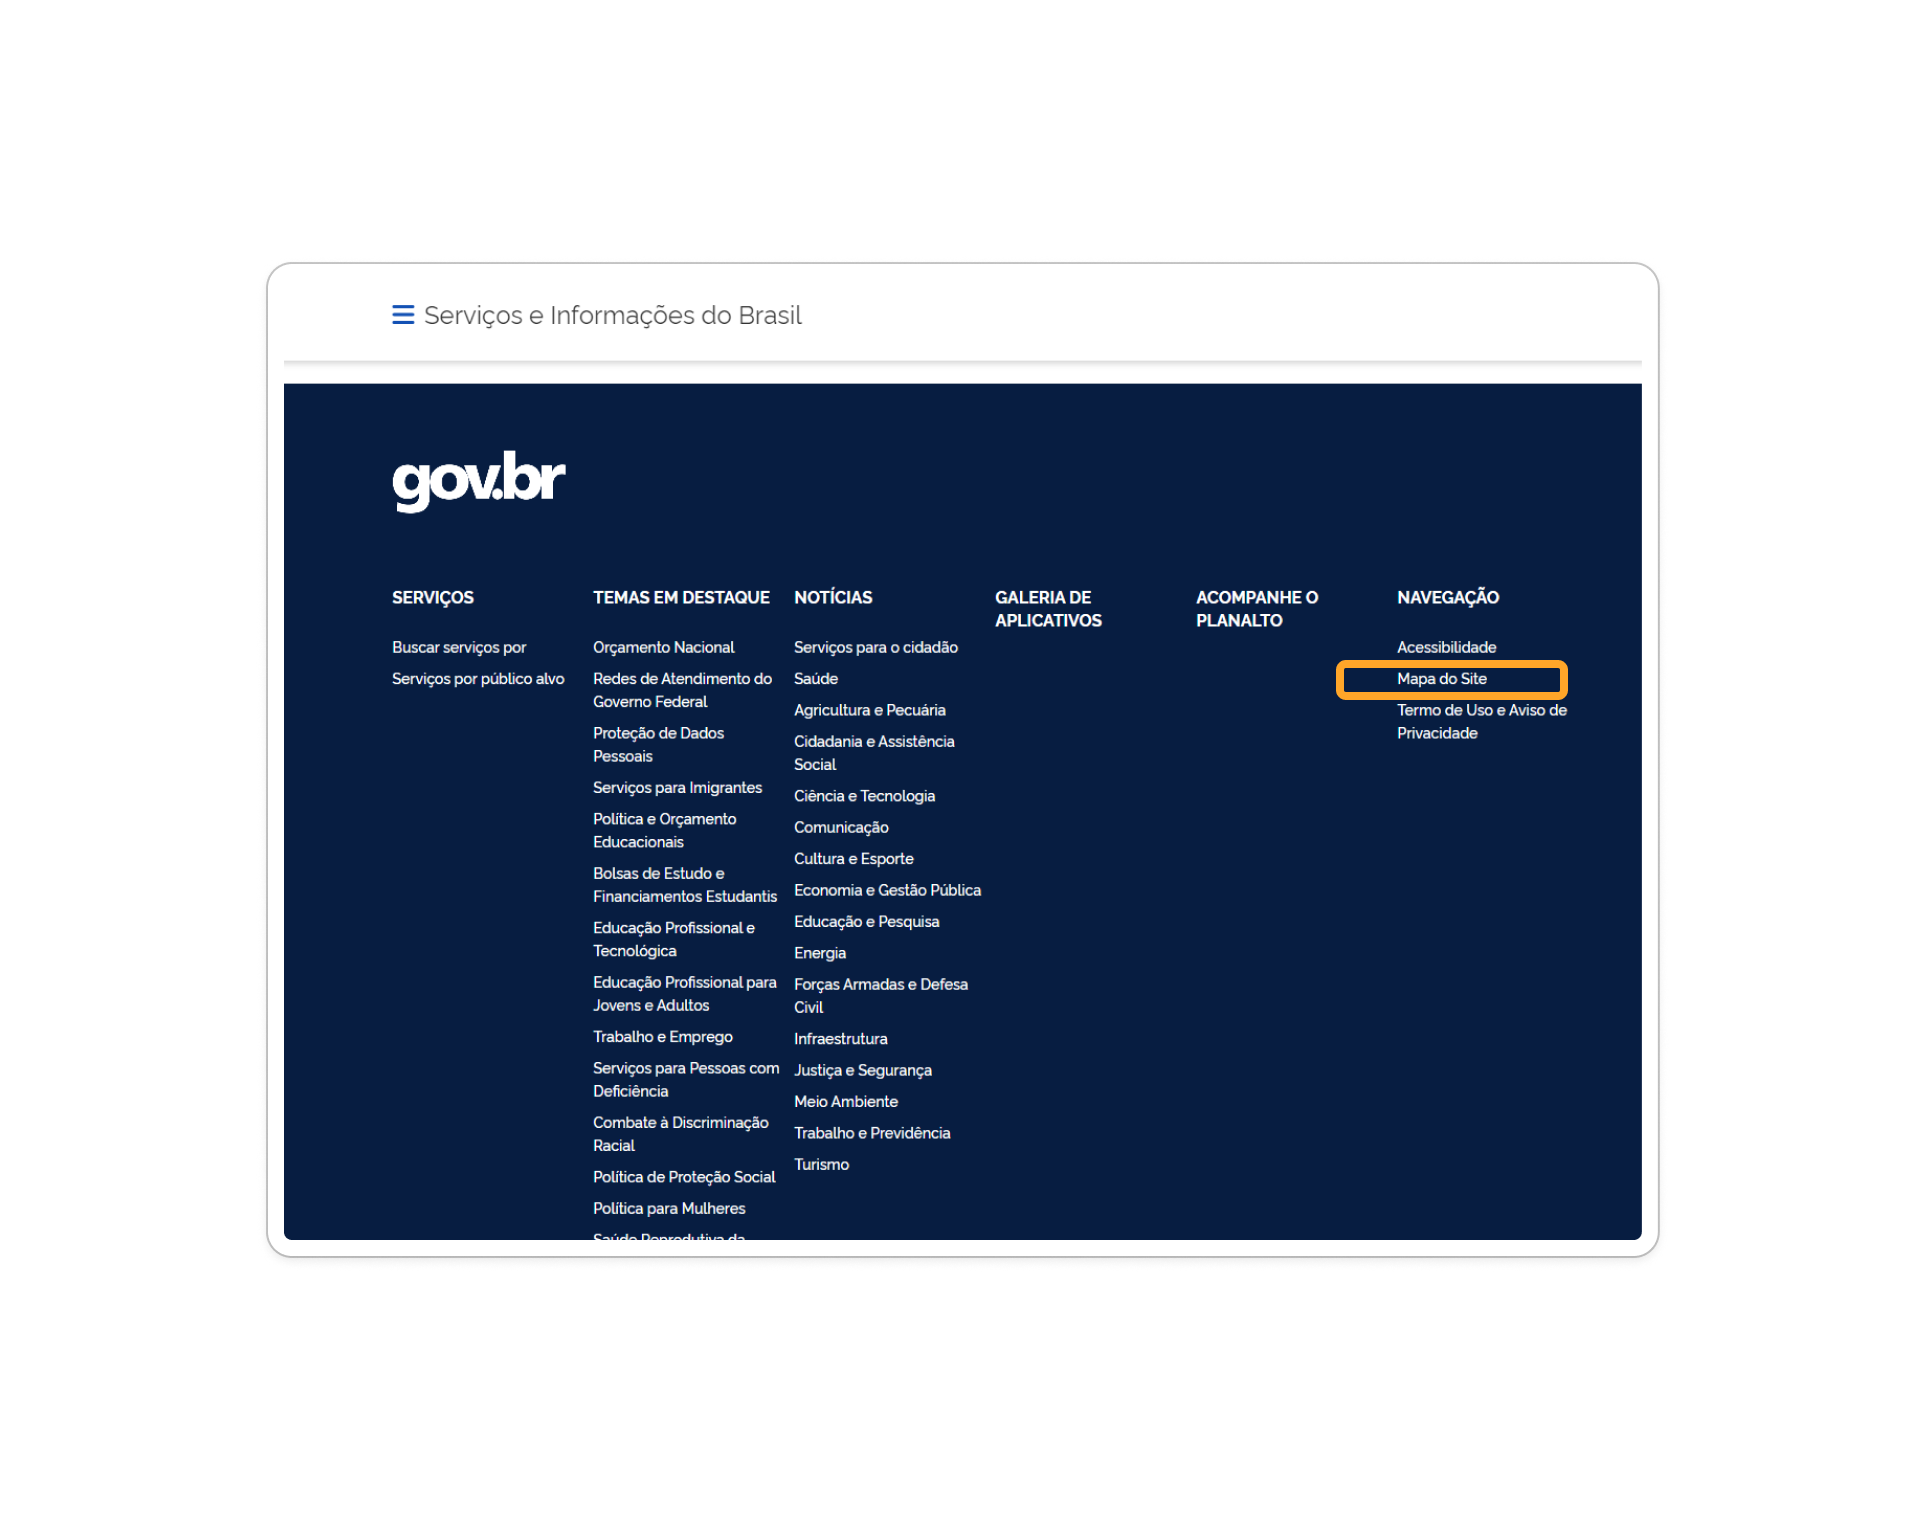 Serviços e Informações do Brasil
gov.br
SERVIÇOS
Buscar serviços por
Serviços por público alvo
TEMAS EM DESTAQUE
Orçamento Nacional
Redes de Atendimento do
Governo Federal
Proteção de Dados
Pessoais
Serviços para Imigrantes
Política e Orçamento
Educacionais
Bolsas de Estudo e
Financiamentos Estudantis
Educação Profissional e
Tecnológica
Educação Profissional para
Jovens e Adultos
Trabalho e Emprego
Serviços para Pessoas com
Deficiência
Combate à Discriminação
Racial
Política de Proteção Social
Política para Mulheres
Saúde Reprodutiva da
NOTÍCIAS
Serviços para o cidadão
Saúde
Agricultura e Pecuária
Cidadania e Assistência
Social
Ciência e Tecnologia
Comunicação
Cultura e Esporte
Economia e Gestão Pública
Educação e Pesquisa
Energia
Forças Armadas e Defesa
Civil
Infraestrutura
Justiça e Segurança
Meio Ambiente
Trabalho e Previdência
Turismo
GALERIA DE
APLICATIVOS
ACOMPANHE O
PLANALTO
NAVEGAÇÃO
Acessibilidade
Mapa do Site
Termo de Uso e Aviso de
Privacidade